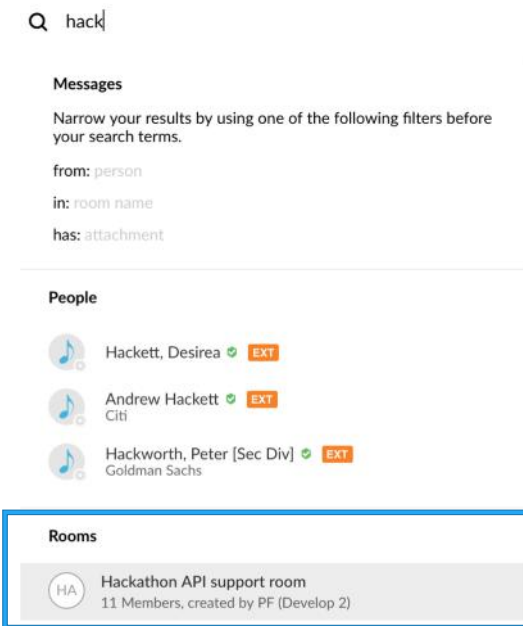 hack
Messages
Narrow your results by using one of the following filters before
your search terms.
from: person
in: room name
has: attachment
People
Hackett, Desirea EXT
Andrew Hackett EXT
Citi
Hackworth, Peter [Sec Div] EXT
Goldman Sachs
Rooms
HA
Hackathon API support room
11 Members, created by PF (Develop 2)